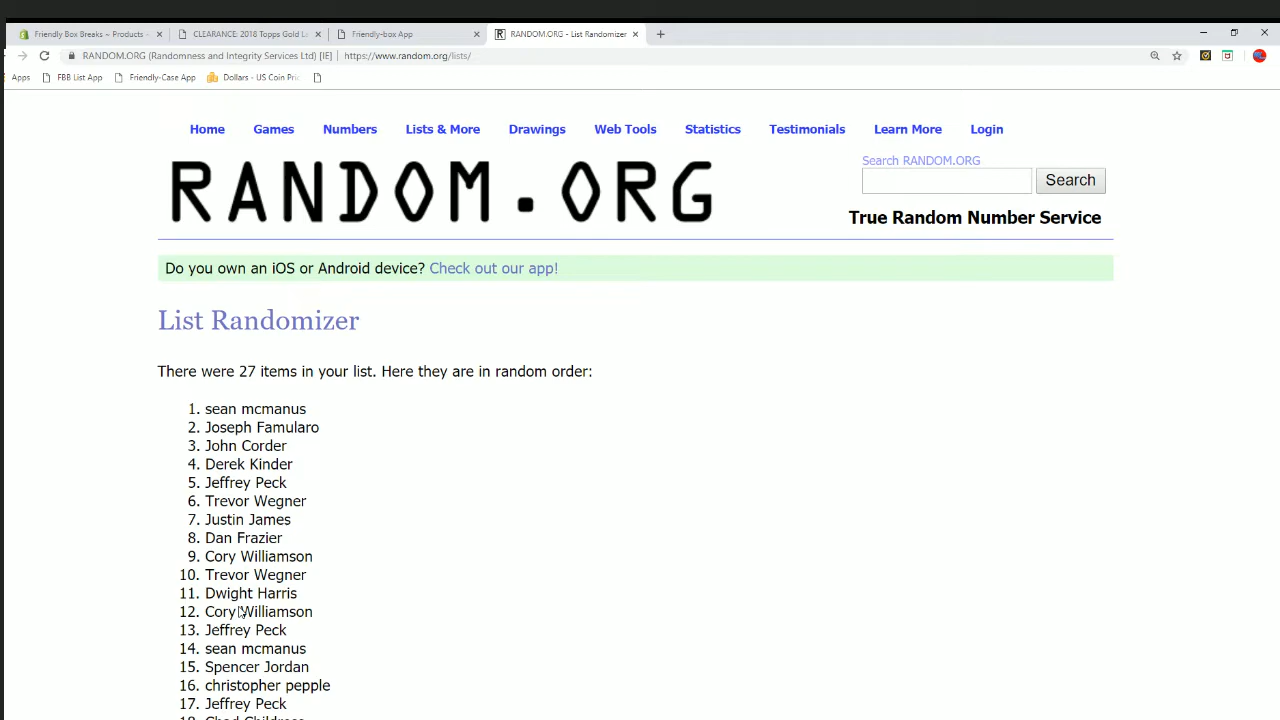 Friendly Box Breaks ~ Products ~
CLEARANCE: 2018 Topps Gold La
Friendly-box App
RANDOM.ORG - List Randomizer
RANDOM.ORG (Randomness and Integrity Services Ltd) [IE] | https://www.random.org/lists/
Apps FBB List App Friendly-Case App Dollars - US Coin Pric
Home Games Numbers Lists & More Drawings Web Tools Statistics Testimonials Learn More Login
RANDOM.ORG
Search RANDOM.ORG
Search
True Random Number Service
Do you own an iOS or Android device? Check out our app!
List Randomizer
There were 27 items in your list. Here they are in random order:
1. sean mcmanus
2. Joseph Famularo
3. John Corder
4. Derek Kinder
5. Jeffrey Peck
6. Trevor Wegner
7. Justin James
8. Dan Frazier
9. Cory Williamson
10. Trevor Wegner
11. Dwight Harris
12. Cory Williamson
13. Jeffrey Peck
14. sean mcmanus
15. Spencer Jordan
16. christopher pepple
17. Jeffrey Peck
18. Chad Childress